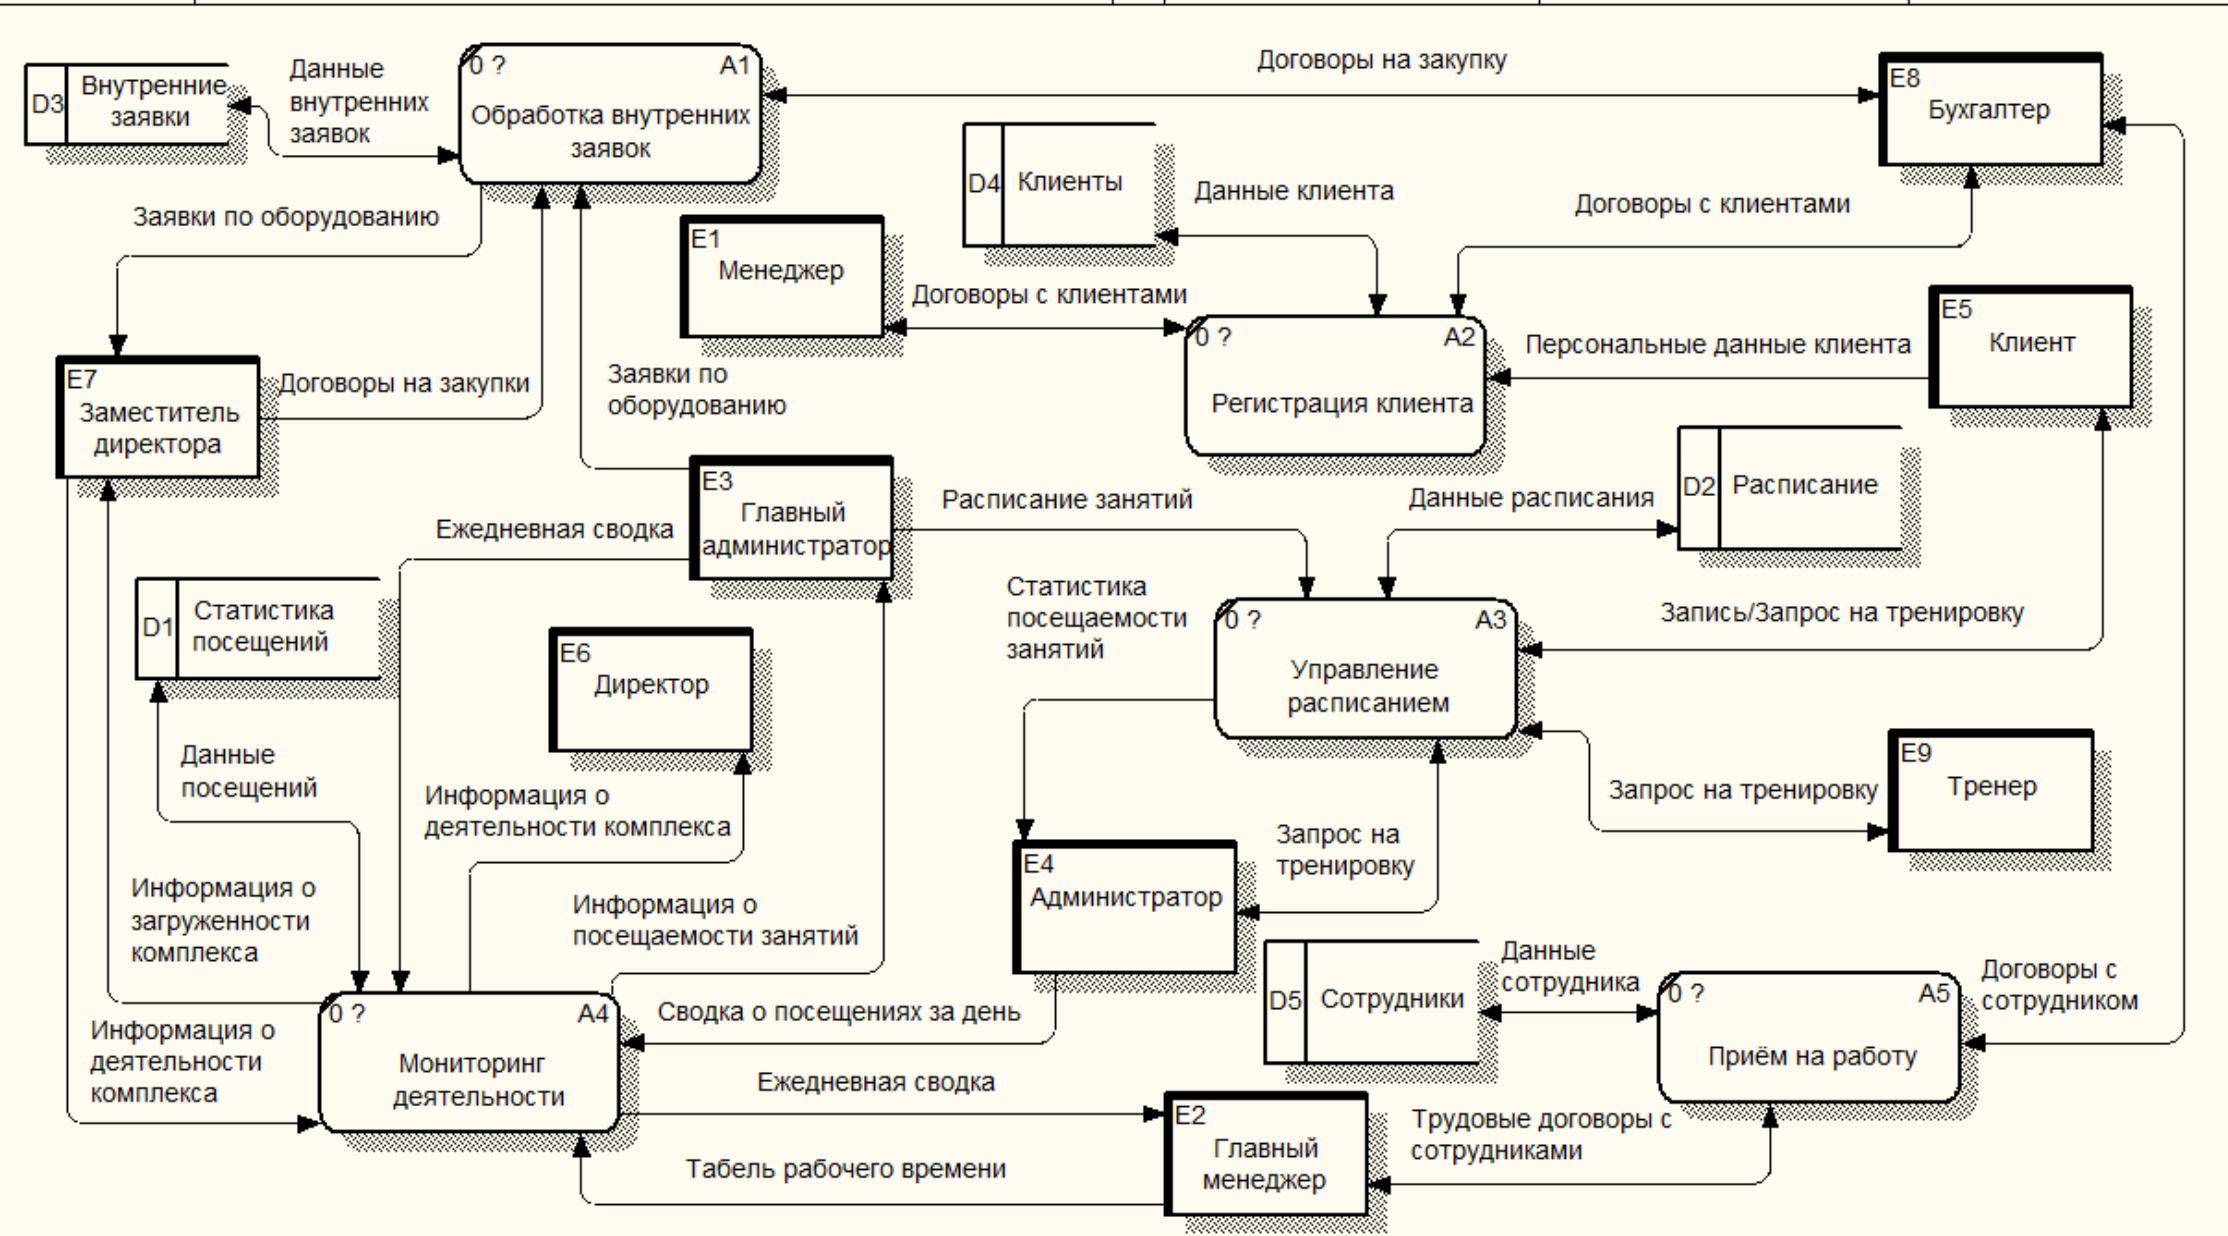 D3
Внутренние
заявки
Данные
внутренних
заявок
0 ?
A1
Обработка внутренних
заявок
Договоры на закупку
E8
Бухгалтер
D4
Клиенты
Данные клиента
Договоры с клиентами
Заявки по оборудованию
E1
Менеджер
Договоры с клиентами
0 ?
A2
Регистрация клиента
Персональные данные клиента
E5
Клиент
E7
Заместитель
директора
Договоры на закупки
Заявки по
оборудованию
E3
Главный
администратор
Расписание занятий
Данные расписания
D2
Расписание
Ежедневная сводка
D1
Статистика
посещений
E6
Директор
Статистика
посещаемости
занятий
0 ?
A3
Управление
расписанием
Запись/Запрос на тренировку
Данные
посещений
Информация о
деятельности комплекса
Запрос на тренировку
E9
Тренер
Запрос на
тренировку
E4
Администратор
Информация о
загруженности
комплекса
Информация о
посещаемости занятий
D5
Сотрудники
Данные
сотрудника
0 ?
A5
Приём на работу
Договоры с
сотрудником
Информация о
деятельности
комплекса
0 ?
A4
Мониторинг
деятельности
Сводка о посещениях за день
Ежедневная сводка
E2
Главный
менеджер
Трудовые договоры с
сотрудниками
Табель рабочего времени